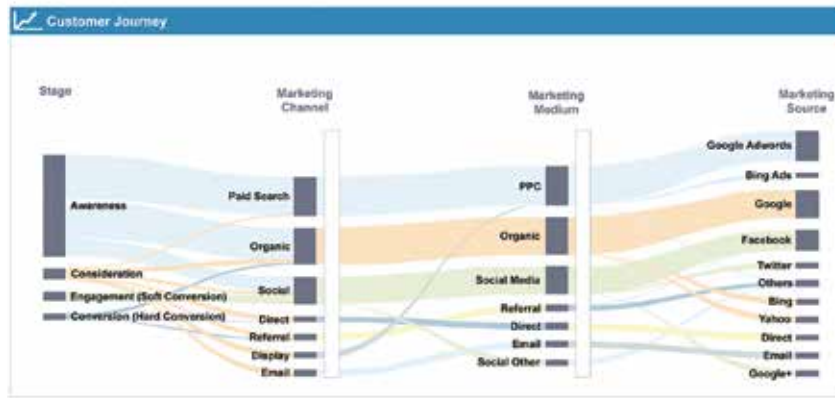 Customer Journey
Stage
Marketing
Channel
Marketing
Medium
Marketing
Source
Awareness
Consideration
Engagement (Soft Conversion)
Conversion (Hard Conversion)
Paid Search
Organic
Social
Direct
Referral
Display
Email
PPC
Organic
Social Media
Referral
Direct
Email
Social Other
Google Adwords
Bing Ads
Google
Facebook
Twitter
Others
Bing
Yahoo
Direct
Email
Google+